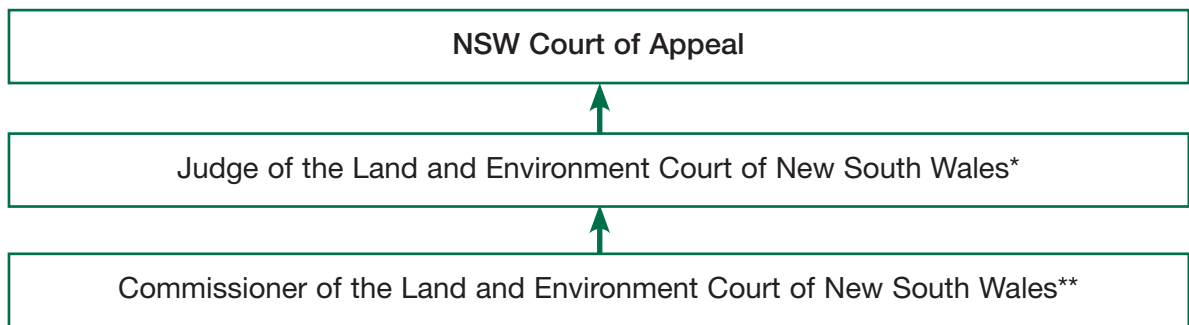 NSW Court of Appeal
Judge of the Land and Environment Court of New South Wales*
Commissioner of the Land and Environment Court of New South Wales**